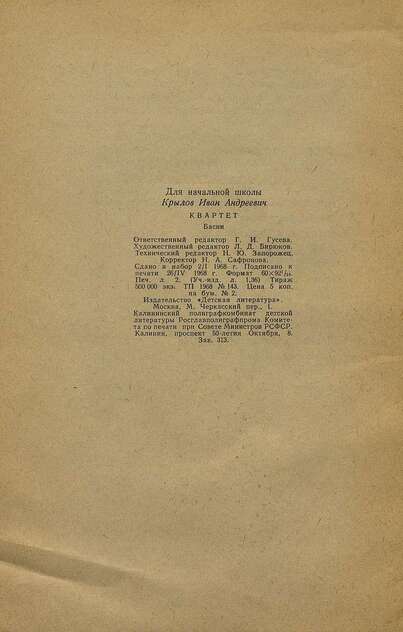 Для начальной школы
Крылов Иван Андреевич
КВАРТЕТ
Басни
Ответственный редактор Г. И. Гусева.
Художественный редактор Л. Д. Бирюков.
Технический редактор Н. Ю. Запорожец.
Корректор Н. А. Сафронова.
Сдано в набор 2/I 1968 г. Подписано к
печати 26/IV 1968 г. Формат 60×92¹/₁₆.
Печ. л. 2. (Уч.-изд. л. 1,36) Тираж
500 000 экз. ТП 1968 № 143. Цена 5 коп.
на бум. № 2.
Издательство «Детская литература».
Москва, М. Черкасский пер., 1.
Калининский полиграфкомбинат детской
литературы Росглавполиграфпрома Комите-
та по печати при Совете Министров РСФСР.
Калинин, проспект 50-летия Октября, 8.
Зак. 313.